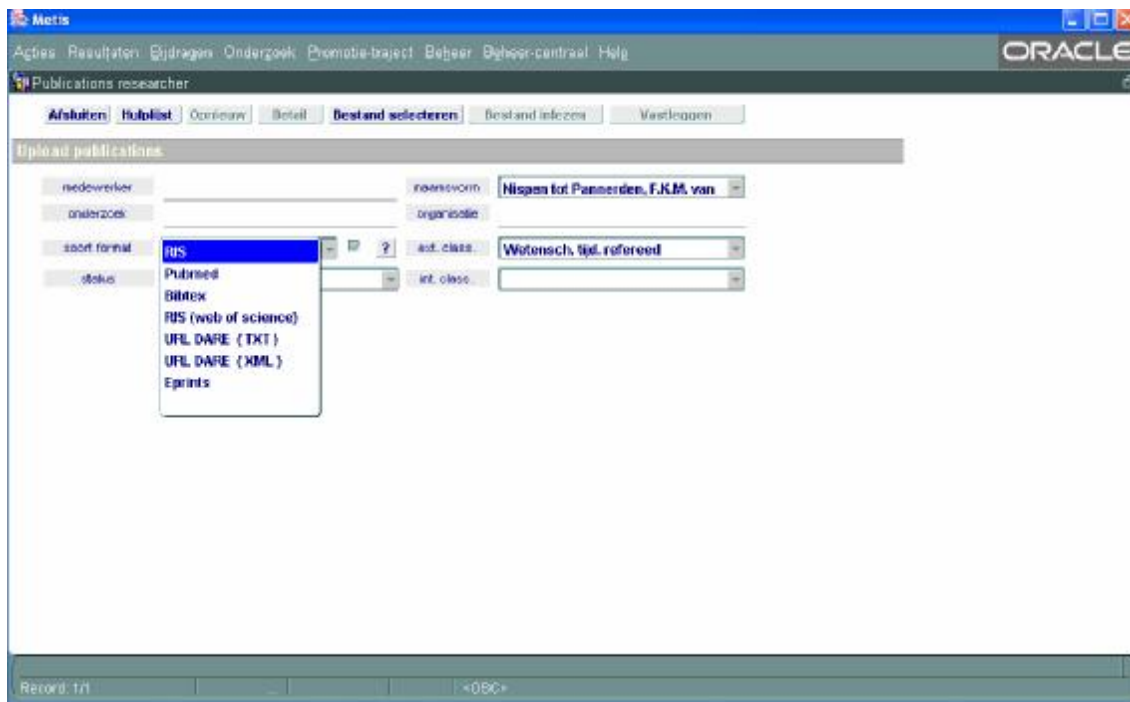 Metis
Acties Resultaten Bijdragen Onderzoek Promotie-traject Beheer Beheer-centraal Help
ORACLE
Publications researcher
Afsluiten Hulplijst Opnieuw Detail Bestand selecteren Bestand inlezen Vastleggen
Upload publications
medewerker naamsvorm Nispen tot Pannerden, F.K.M. van
onderzoek organisatie
soort format RIS ? ext. class. Wetensch. tijd. refereed
status Pubmed int. class.
Bibtex
RIS (web of science)
URL DARE (TXT)
URL DARE (XML)
Eprints
Record: 1/1 <OSC>